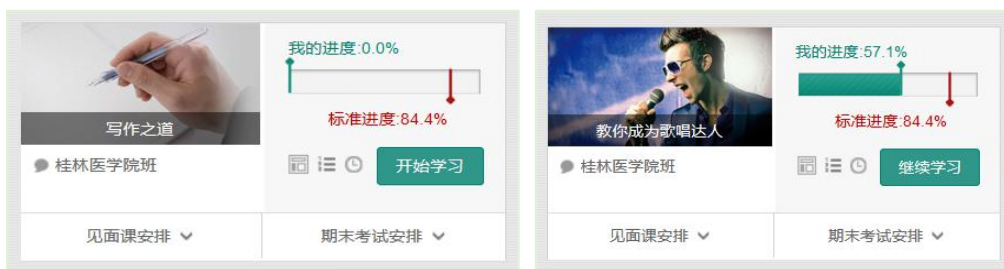 我的进度:0.0%
写作之道
标准进度:84.4%
桂林医学院班
开始学习
见面课安排
期末考试安排
我的进度:57.1%
教你成为歌唱达人
标准进度:84.4%
桂林医学院班
继续学习
见面课安排
期末考试安排